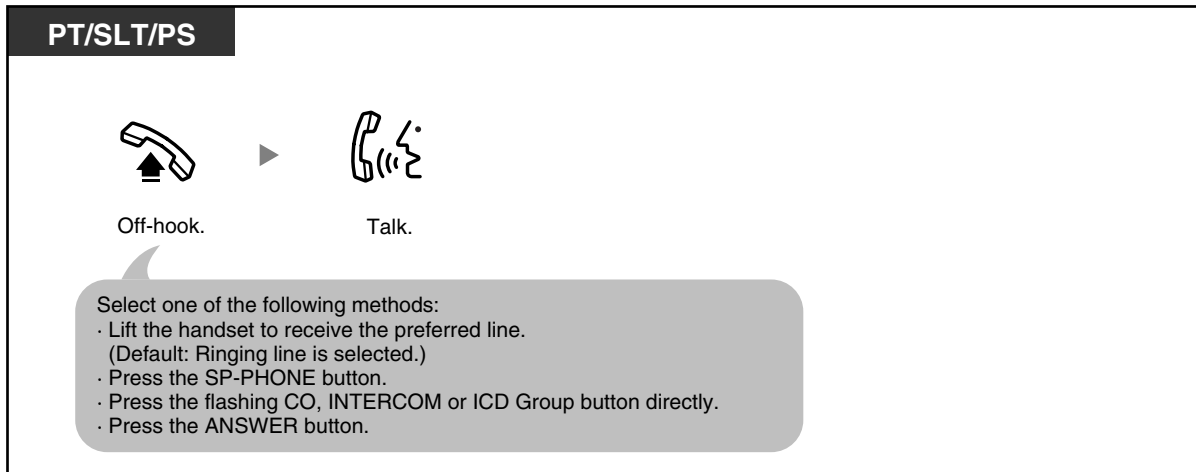 PT/SLT/PS
Off-hook.
Talk.
Select one of the following methods:
· Lift the handset to receive the preferred line.
(Default: Ringing line is selected.)
· Press the SP-PHONE button.
· Press the flashing CO, INTERCOM or ICD Group button directly.
· Press the ANSWER button.